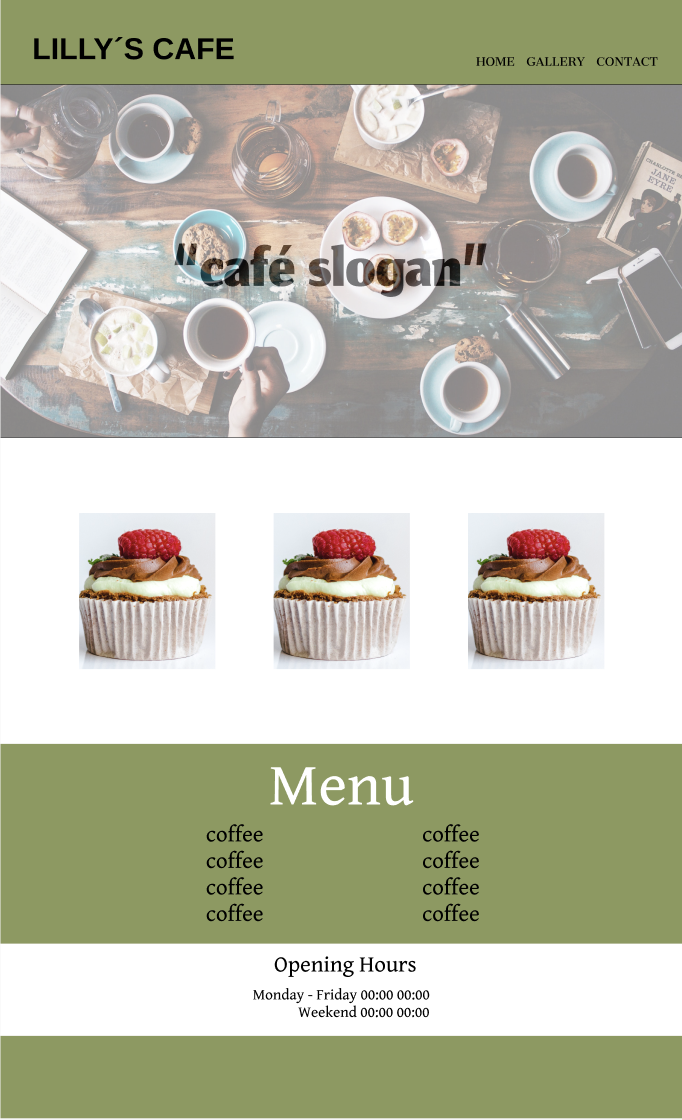 LILLY´S CAFE
HOME GALLERY CONTACT
CHARLOTTE
JANE
EYRE
"café slogan"
Menu
coffee coffee
coffee coffee
coffee coffee
coffee coffee
Opening Hours
Monday - Friday 00:00 00:00
Weekend 00:00 00:00